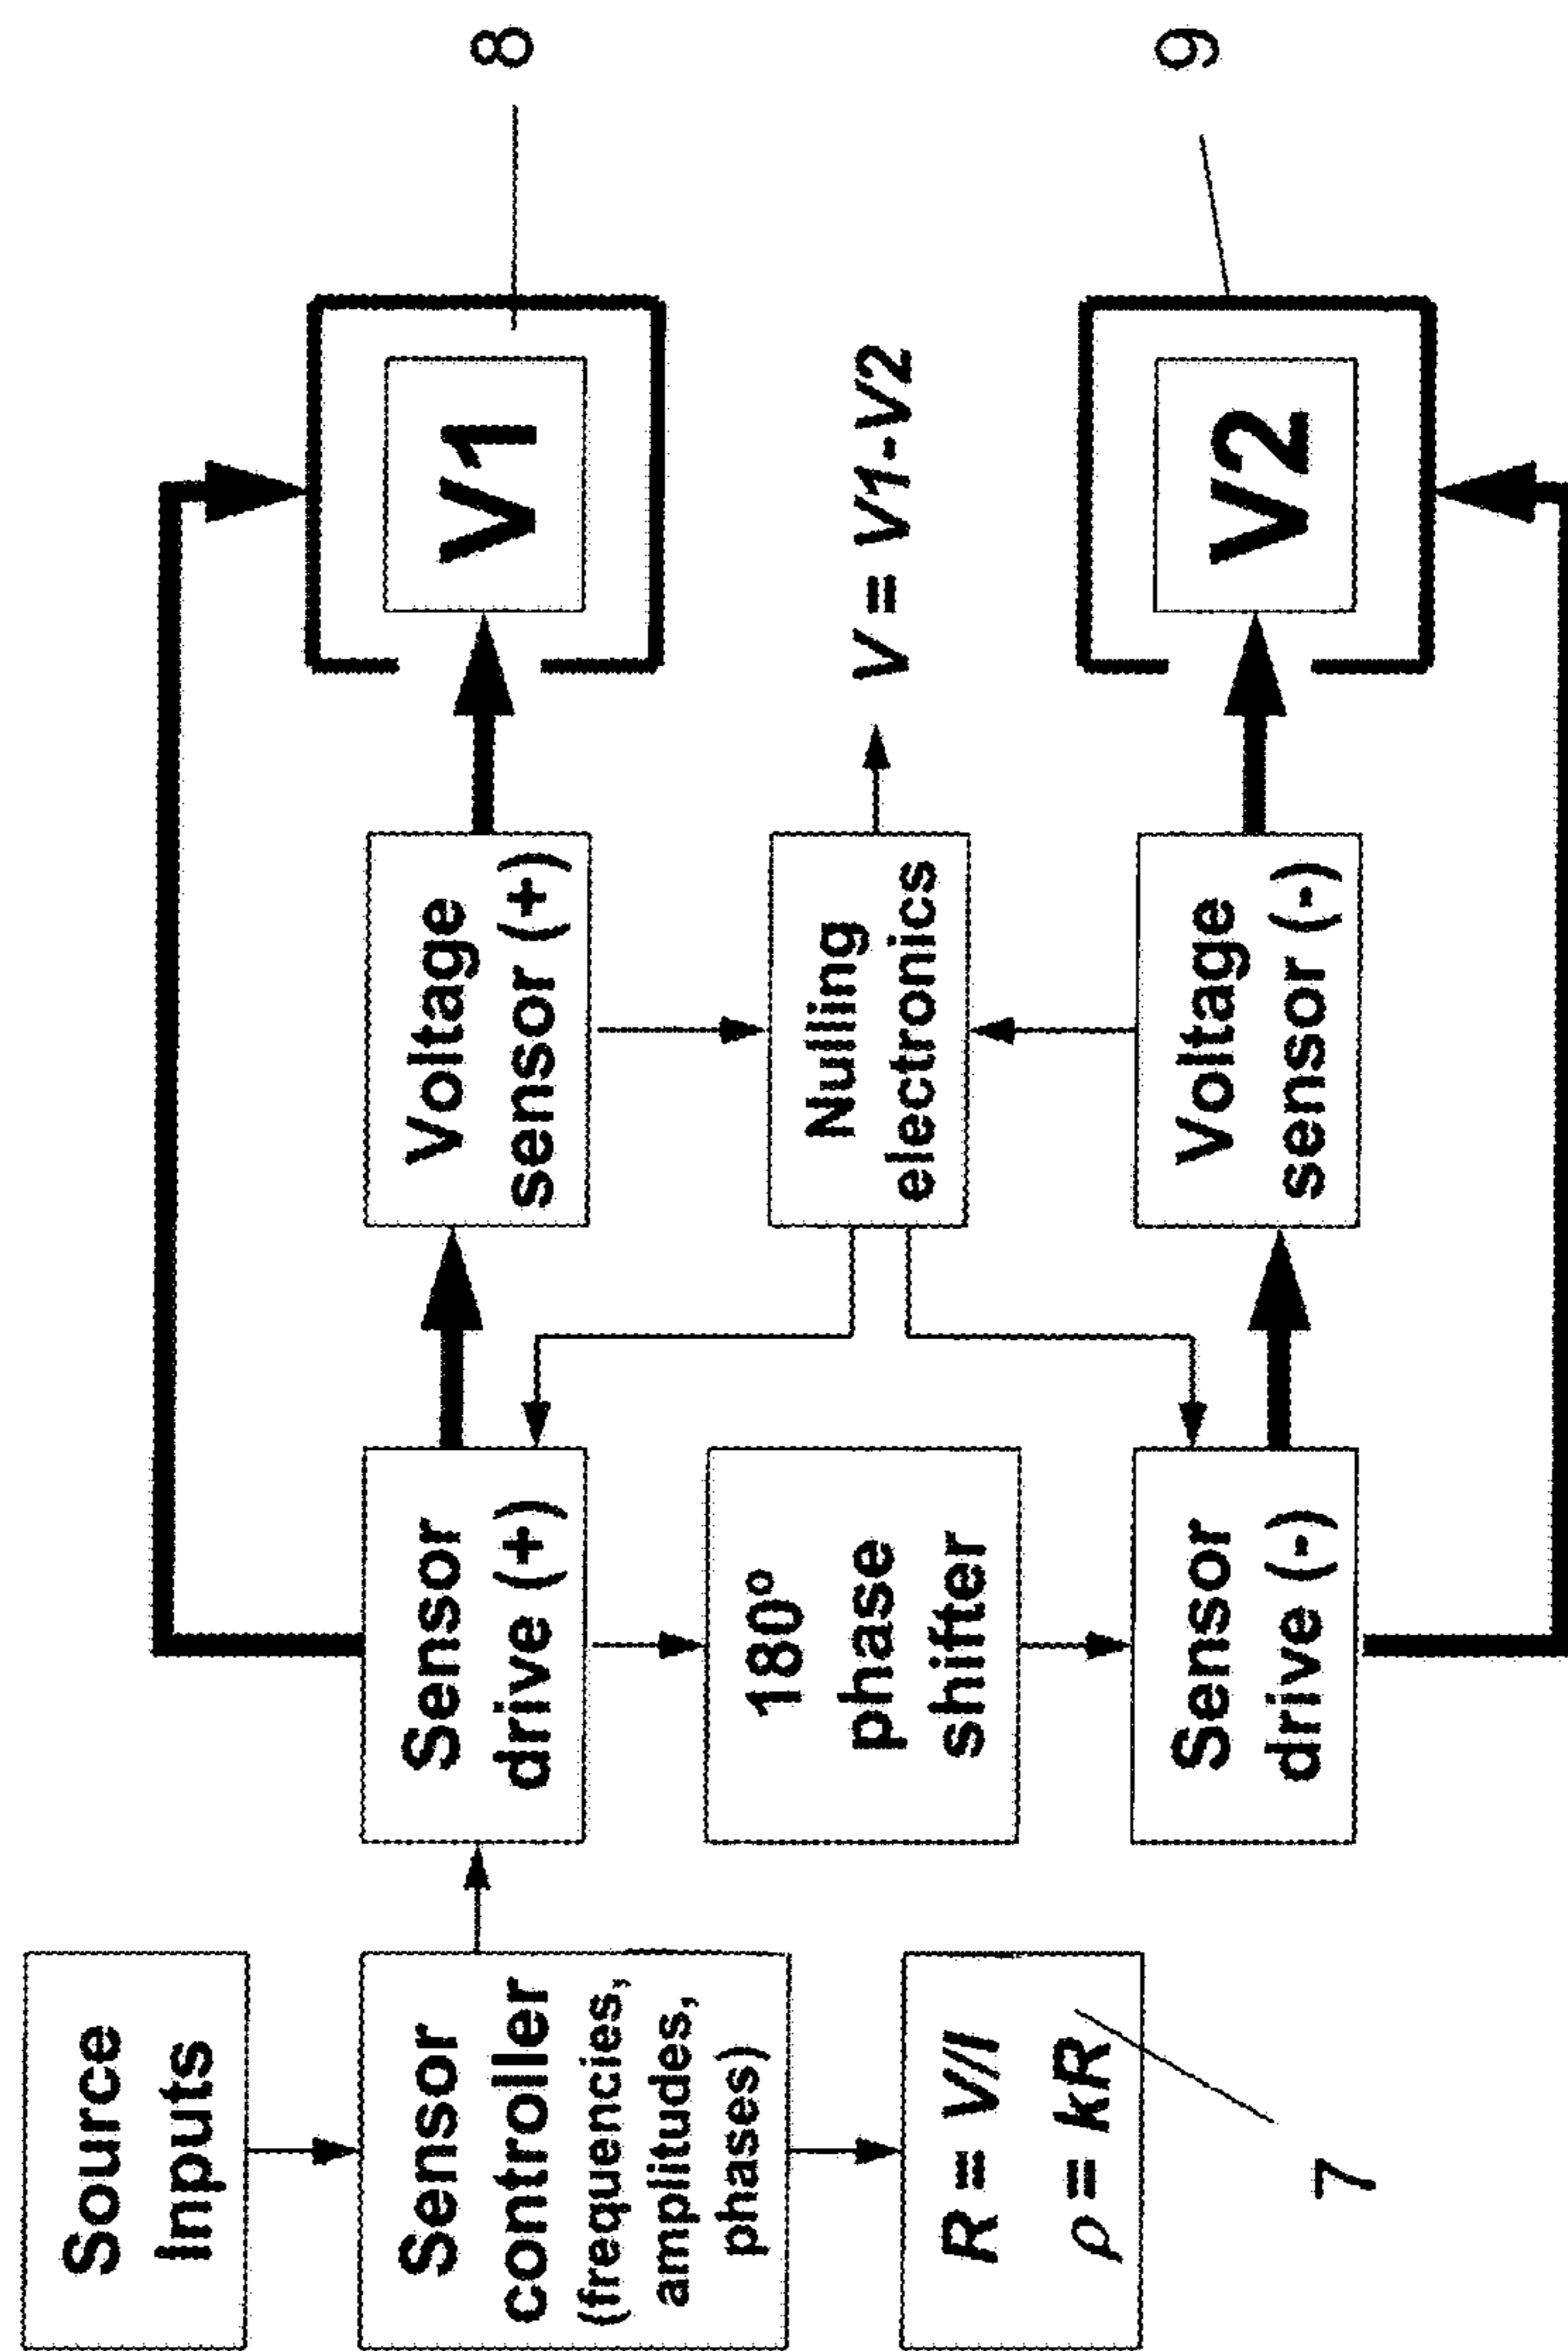 Source
Inputs
Sensor
controller
(frequencies,
amplitudes,
phases)
R = V/I
ρ = kR
7
Sensor
drive (+)
180º
phase
shifter
Sensor
drive (-)
Voltage
sensor (+)
Nulling
electronics
Voltage
sensor (-)
V1
V = V1-V2
V2
8
9